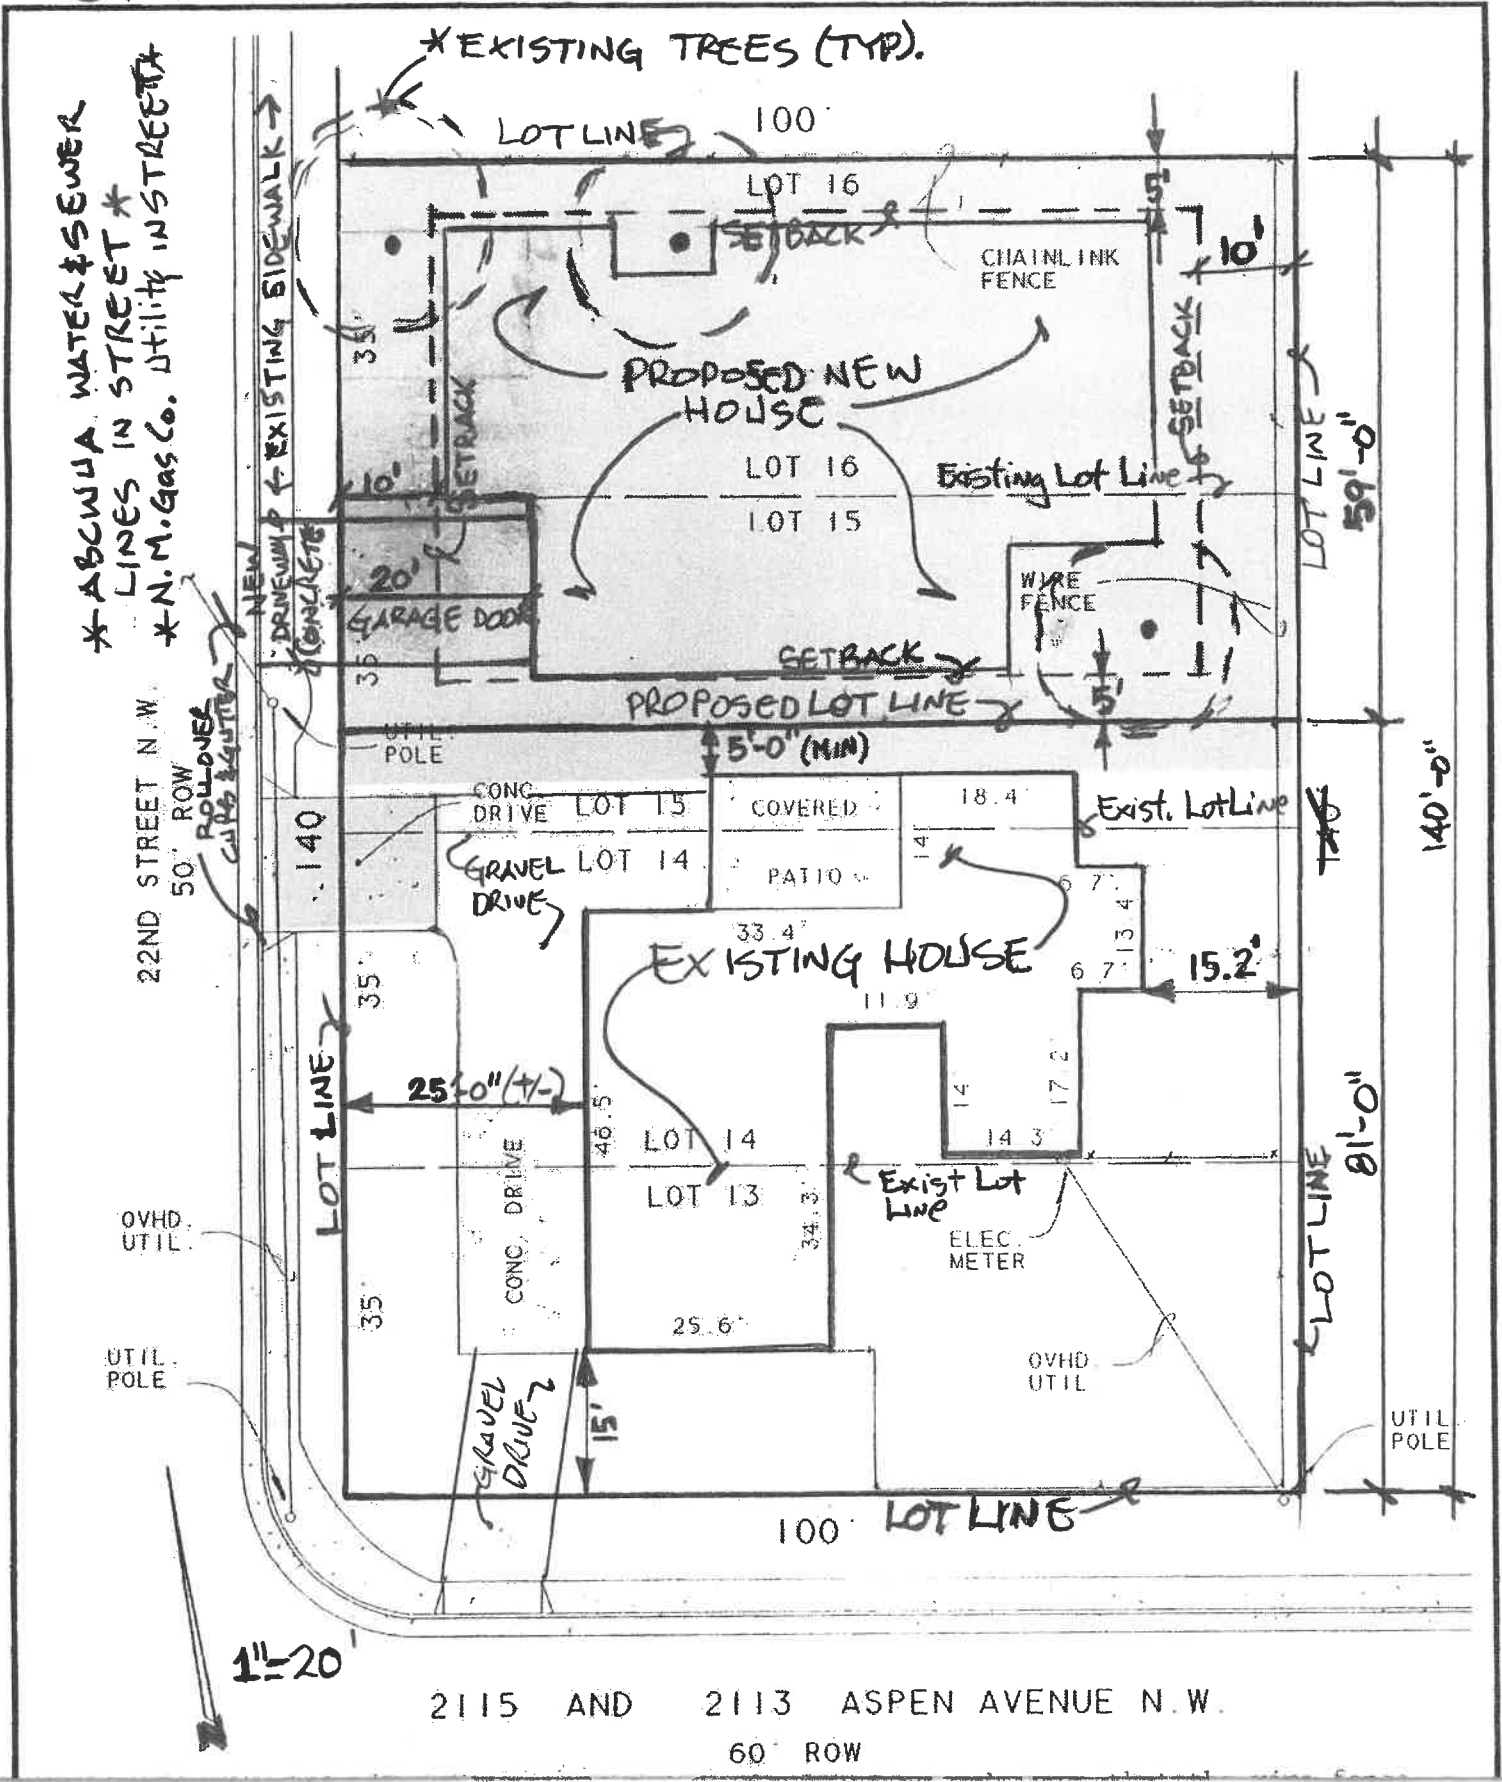 * EXISTING TREES (TYP).
* ABCWUA WATER & SEWER
LINES IN STREET *
* N.M. Gas Co. Utility IN STREET *
← EXISTING SIDEWALK →
LOT LINE
100'
LOT 16
SETBACK
5'
10'
CHAINLINK
FENCE
35'
SETBACK
SETBACK
PROPOSED NEW
HOUSE
LOT LINE
59'-0"
LOT 16
Existing Lot Line
LOT 15
10'
20'
GARAGE DOOR
NEW
DRIVEWAY
CONCRETE
WIRE
FENCE
35
SETBACK
PROPOSED LOT LINE
5'
UTIL.
POLE
5'-0" (MIN)
22ND STREET N.W.
50' ROW
ROLLOVER
CURB & GUTTER
140
CONC
DRIVE
LOT 15
COVERED
18.4'
Exist. Lot Line
140
140'-0"
LOT 14
GRAVEL
DRIVE
PATIO
14
6 7'
33.4'
13.4
EXISTING HOUSE
6 7'
15.2'
35'
11.9'
LOT LINE
25'-0" (+/-)
46.5'
14
17.2
14.3'
81'-0"
LOT 14
LOT 13
Exist Lot
Line
CONC. DRIVE
34.3'
ELEC.
METER
LOT LINE
OVHD.
UTIL.
35'
25.6'
OVHD.
UTIL
UTIL.
POLE
GRAVEL
DRIVE
15'
UTIL.
POLE
100'
LOT LINE
1"=20'
2115 AND 2113 ASPEN AVENUE N.W.
60' ROW